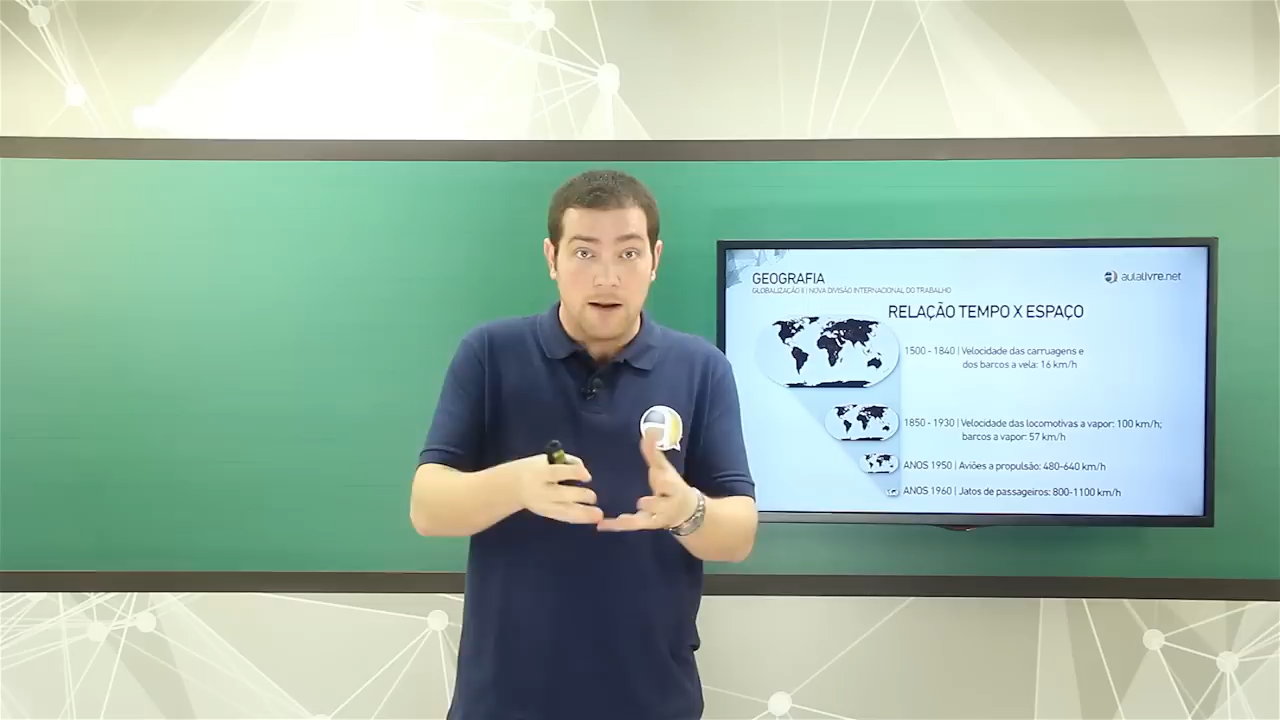 GEOGRAFIA
GLOBALIZAÇÃO II | NOVA DIVISÃO INTERNACIONAL DO TRABALHO
aulalivre.net
RELAÇÃO TEMPO X ESPAÇO
1500 - 1840 | Velocidade das carruagens e
dos barcos a vela: 16 km/h
1850 - 1930 | Velocidade das locomotivas a vapor: 100 km/h;
barcos a vapor: 57 km/h
ANOS 1950 | Aviões a propulsão: 480-640 km/h
ANOS 1960 | Jatos de passageiros: 800-1100 km/h